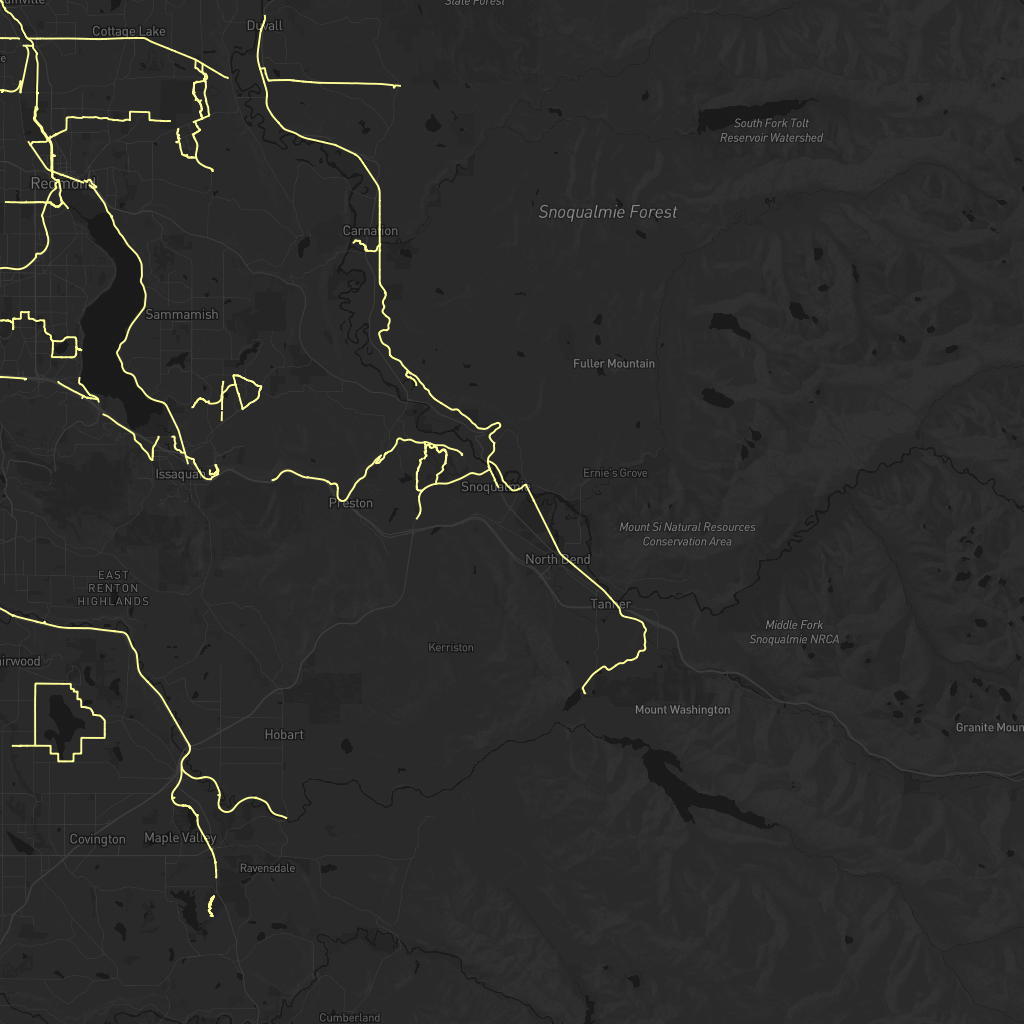 State Forest
Duvall
Cottage Lake
South Fork Tolt
Reservoir Watershed
Redmond
Snoqualmie Forest
Carnation
Sammamish
Fuller Mountain
Issaquah
Ernie's Grove
Snoqualmie
Preston
Mount Si Natural Resources
Conservation Area
North Bend
EAST
RENTON
HIGHLANDS
Tanner
Middle Fork
Snoqualmie NRCA
Kerriston
irwood
Mount Washington
Granite Moun
Hobart
Covington
Maple Valley
Ravensdale
Cumberland